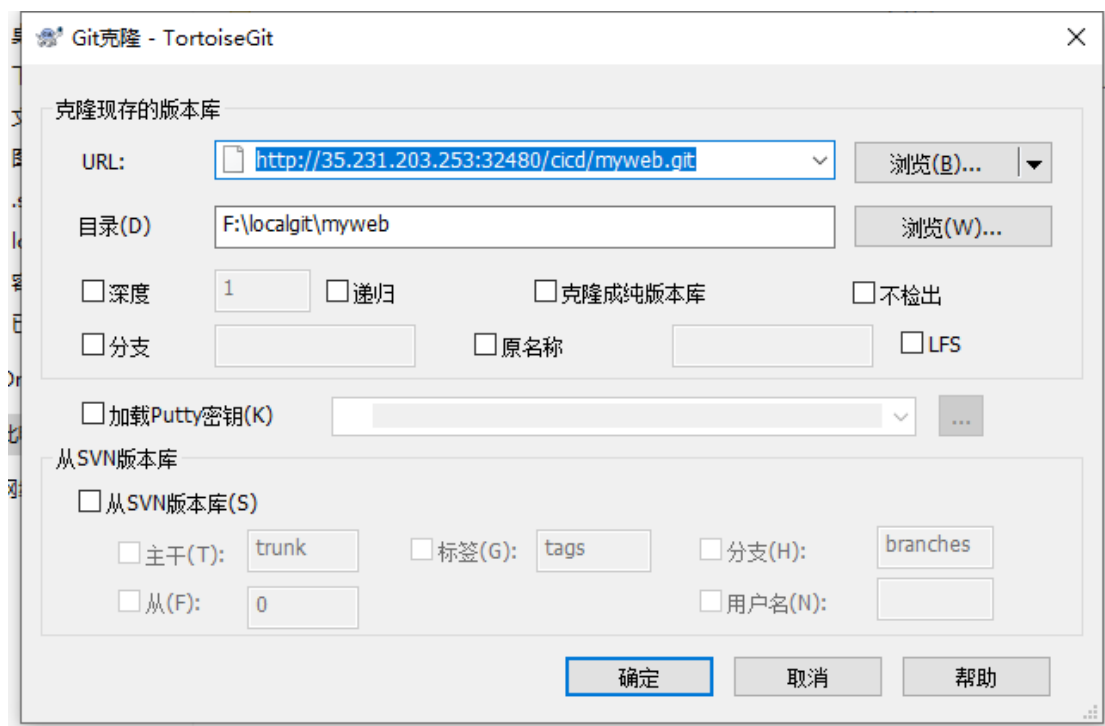 Git克隆 - TortoiseGit
克隆现存的版本库
URL: http://35.231.203.253:32480/cicd/myweb.git 浏览(B)...
目录(D) F:\localgit\myweb 浏览(W)...
深度 1 递归 克隆成纯版本库 不检出
分支 原名称 LFS
加载Putty密钥(K) ...
从SVN版本库
从SVN版本库(S)
主干(T): trunk 标签(G): tags 分支(H): branches
从(F): 0 用户名(N):
确定 取消 帮助